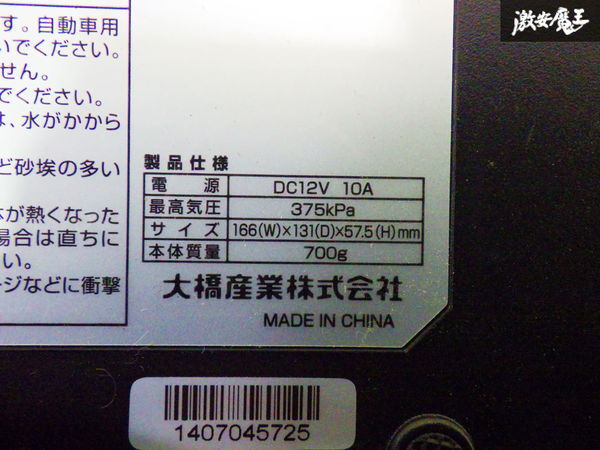 激安魔王
す。自動車用
いでください。
せん。
でください。
は、水がかから
ど砂埃の多い
体が熱くなった
場合は直ちに
い。
ージなどに衝撃
製品仕様
電 源 DC12V 10A
最高気圧 375kPa
サ イ ズ 166(W)×131(D)×57.5(H)mm
本体質量 700g
大橋産業株式会社
MADE IN CHINA
1407045725